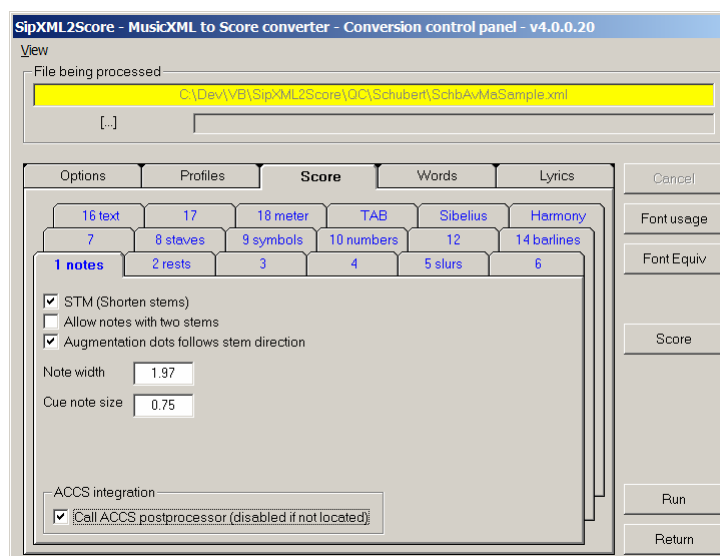 SipXML2Score - MusicXML to Score converter - Conversion control panel - v4.0.0.20
View
File being processed
C:\Dev\VB\SipXML2Score\QC\Schubert\SchbAvMaSample.xml
[...]
Options Profiles Score Words Lyrics
Cancel
16 text 17 18 meter TAB Sibelius Harmony
Font usage
7 8 staves 9 symbols 10 numbers 12 14 barlines
1 notes 2 rests 3 4 5 slurs 6
Font Equiv
STM (Shorten stems)
Allow notes with two stems
Augmentation dots follows stem direction
Score
Note width 1.97
Cue note size 0.75
ACCS integration
Call ACCS postprocessor (disabled if not located)
Run
Return